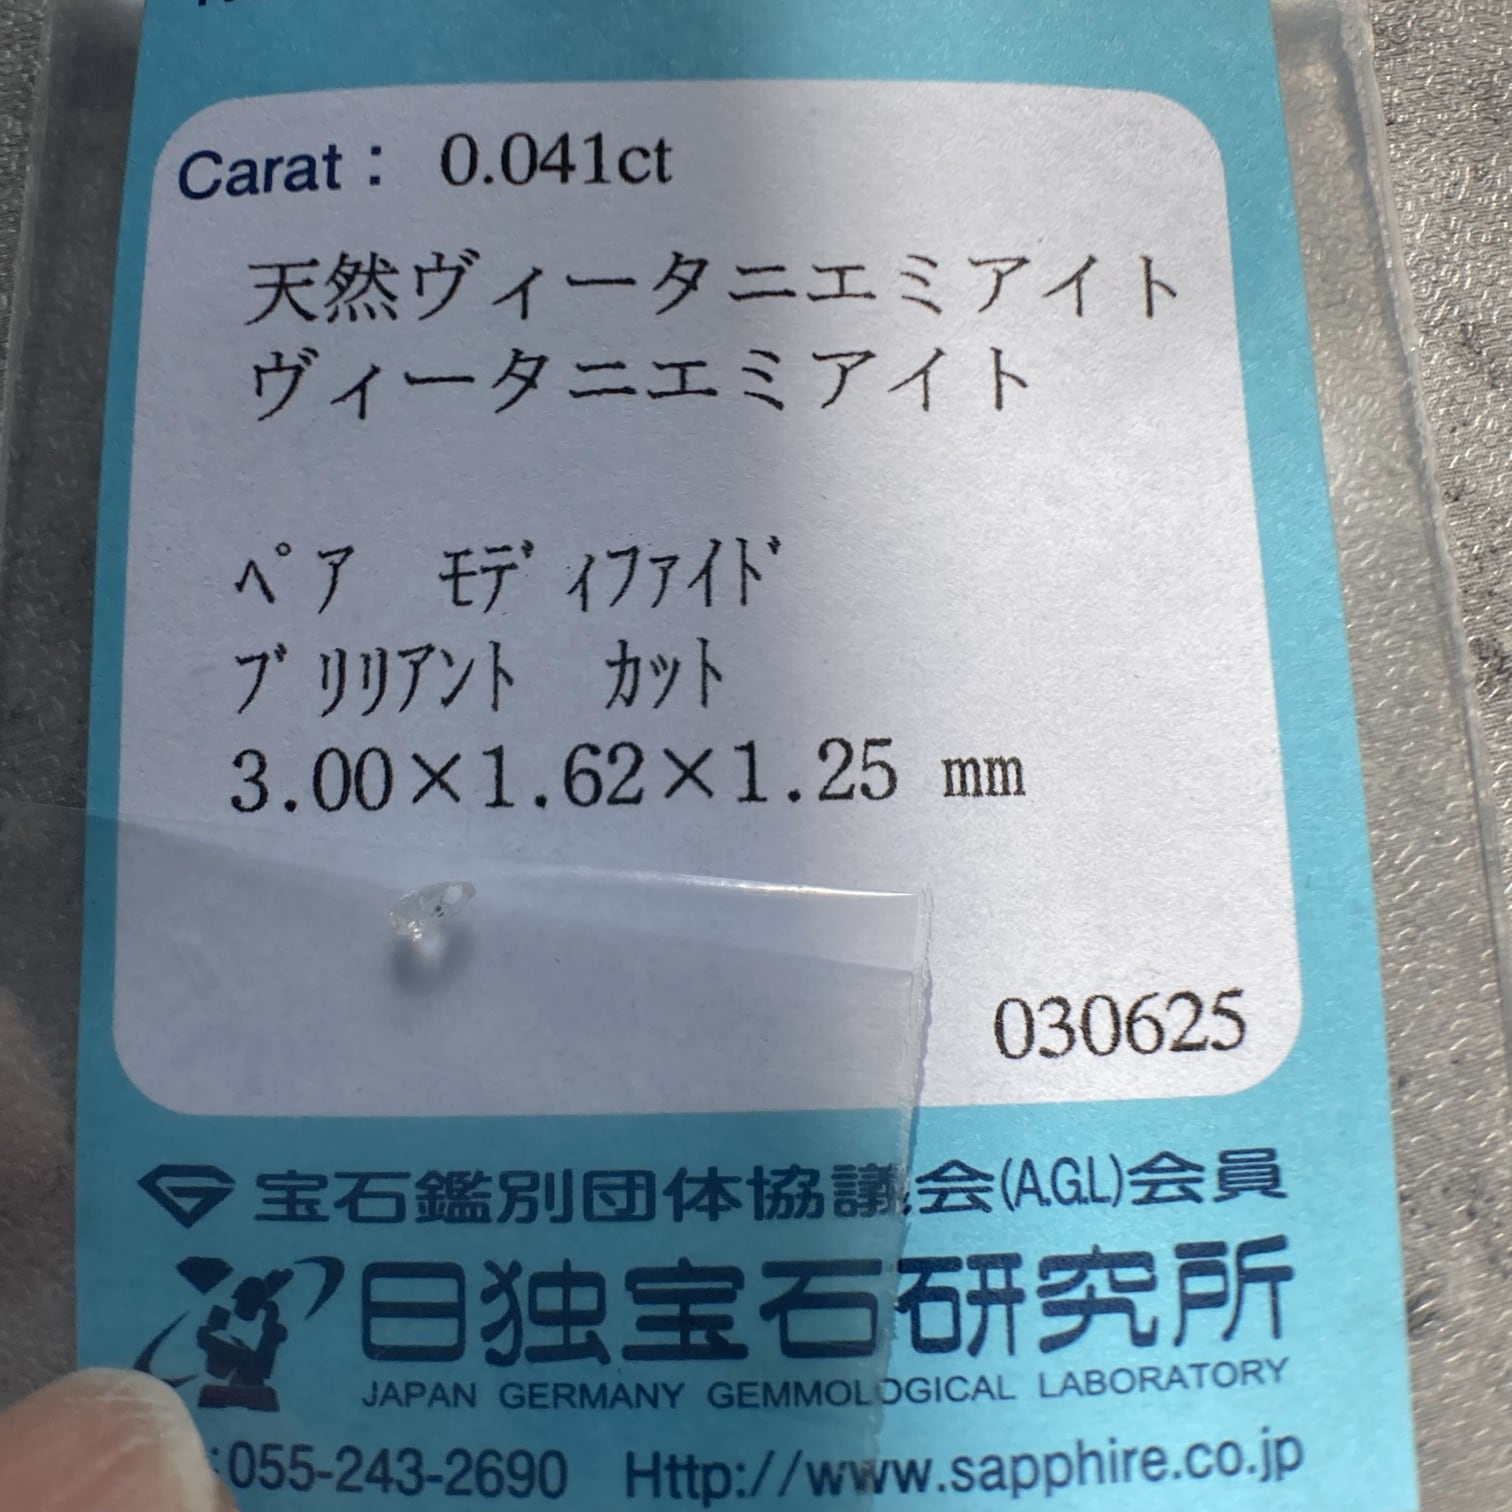 Carat : 0.041ct
天然ヴィータニエミアイト
ヴィータニエミアイト
ﾍﾟｱ ﾓﾃﾞｨﾌｧｲﾄﾞ
ﾌﾞﾘﾘｱﾝﾄ ｶｯﾄ
3.00×1.62×1.25 mm
030625
宝石鑑別団体協議会(A.G.L)会員
日独宝石研究所
JAPAN GERMANY GEMMOLOGICAL LABORATORY
:055-243-2690 Http://www.sapphire.co.jp